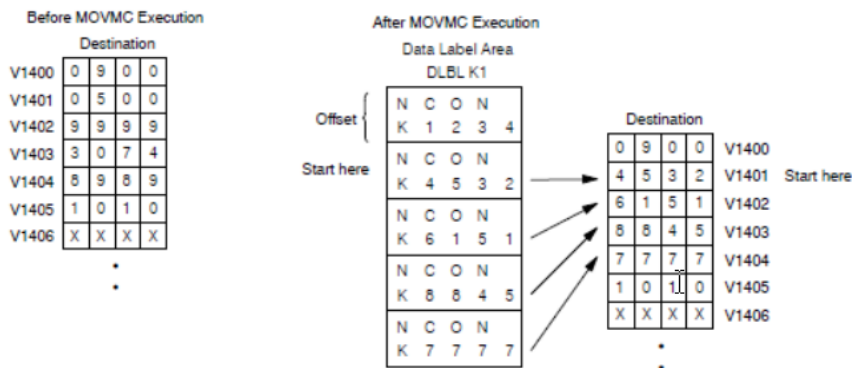 Before MOVMC Execution
Destination
V1400 0 9 0 0
V1401 0 5 0 0
V1402 9 9 9 9
V1403 3 0 7 4
V1404 8 9 8 9
V1405 1 0 1 0
V1406 X X X X
After MOVMC Execution
Data Label Area
DLBL K1
Offset
N C O N
K 1 2 3 4
Start here
N C O N
K 4 5 3 2
N C O N
K 6 1 5 1
N C O N
K 8 8 4 5
N C O N
K 7 7 7 7
Destination
0 9 0 0 V1400
4 5 3 2 V1401 Start here
6 1 5 1 V1402
8 8 4 5 V1403
7 7 7 7 V1404
1 0 1 0 V1405
X X X X V1406